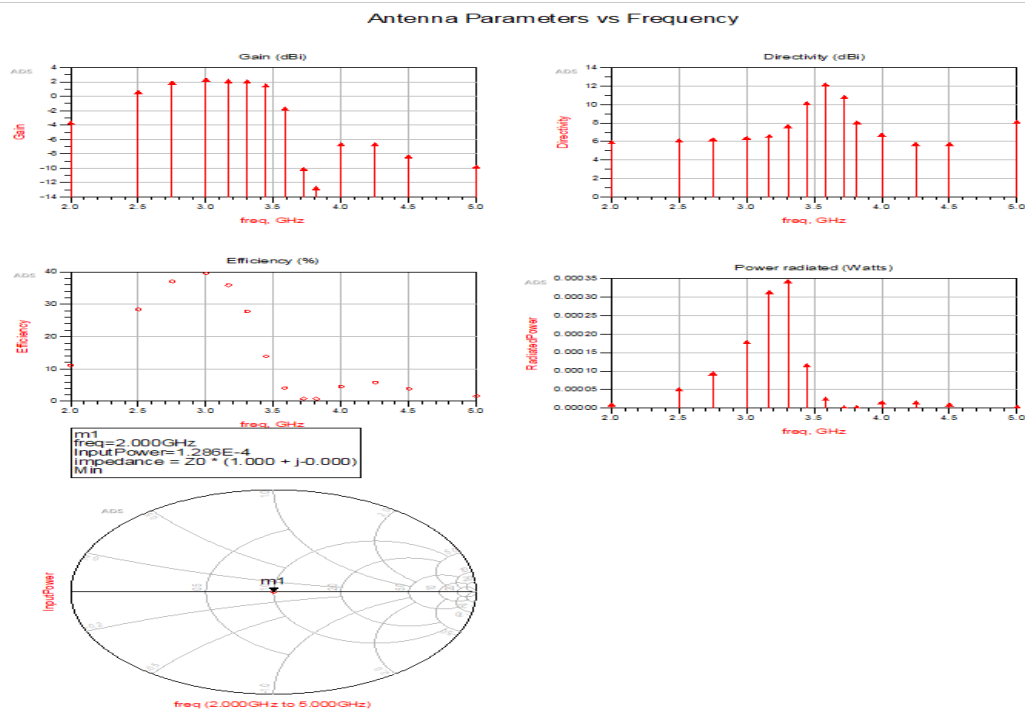 Antenna Parameters vs Frequency
Gain (dBi)
ADS
Gain
4
2
0
-2
-4
-6
-8
-10
-12
-14
2.0 2.5 3.0 3.5 4.0 4.5 5.0
freq, GHz
Directivity (dBi)
ADS
Directivity
14
12
10
8
6
4
2
0
2.0 2.5 3.0 3.5 4.0 4.5 5.0
freq, GHz
Efficiency (%)
ADS
Efficiency
40
30
20
10
0
2.0 2.5 3.0 3.5 4.0 4.5 5.0
freq, GHz
Power radiated (Watts)
ADS
RadiatedPower
0.00035
0.00030
0.00025
0.00020
0.00015
0.00010
0.00005
0.00000
2.0 2.5 3.0 3.5 4.0 4.5 5.0
freq, GHz
m1
freq=2.000GHz
InputPower=1.286E-4
impedance = Z0 * (1.000 + j-0.000)
Min
ADS
InputPower
m1
freq (2.000GHz to 5.000GHz)